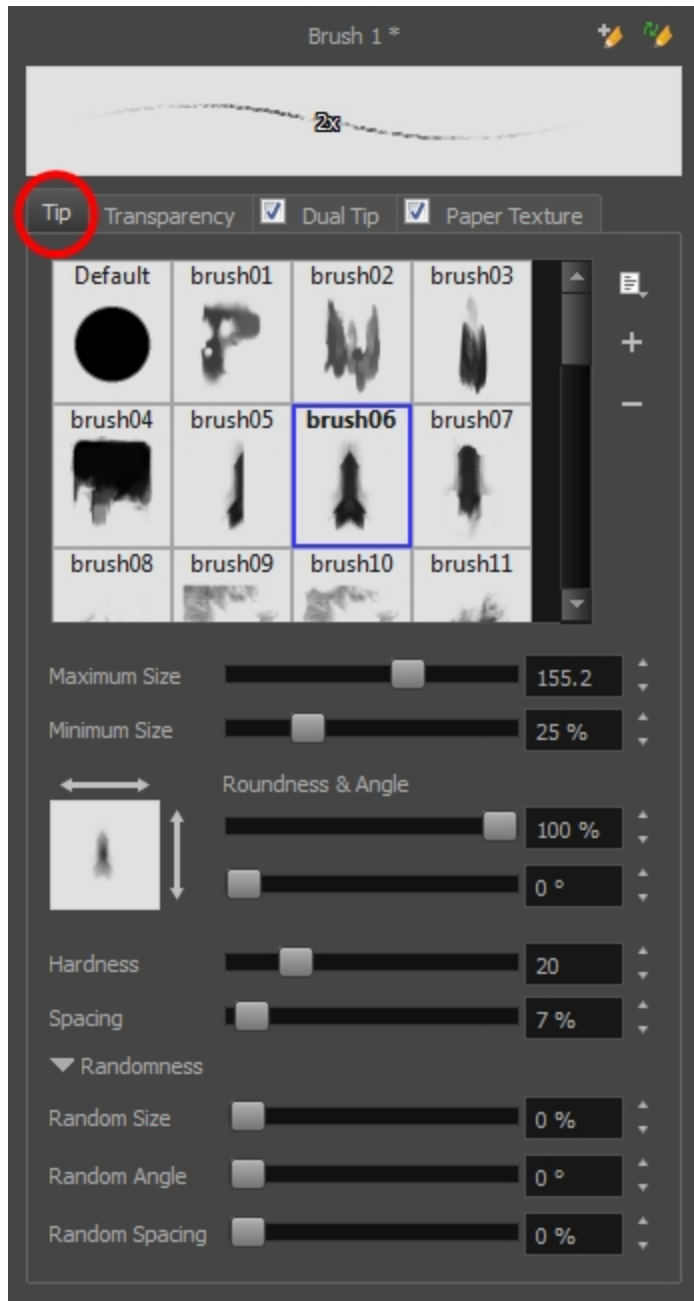 Brush 1 *
2x
Tip Transparency Dual Tip Paper Texture
Default brush01 brush02 brush03
brush04 brush05 brush06 brush07
brush08 brush09 brush10 brush11
Maximum Size 155.2
Minimum Size 25 %
Roundness & Angle
100 %
0 °
Hardness 20
Spacing 7 %
Randomness
Random Size 0 %
Random Angle 0 °
Random Spacing 0 %